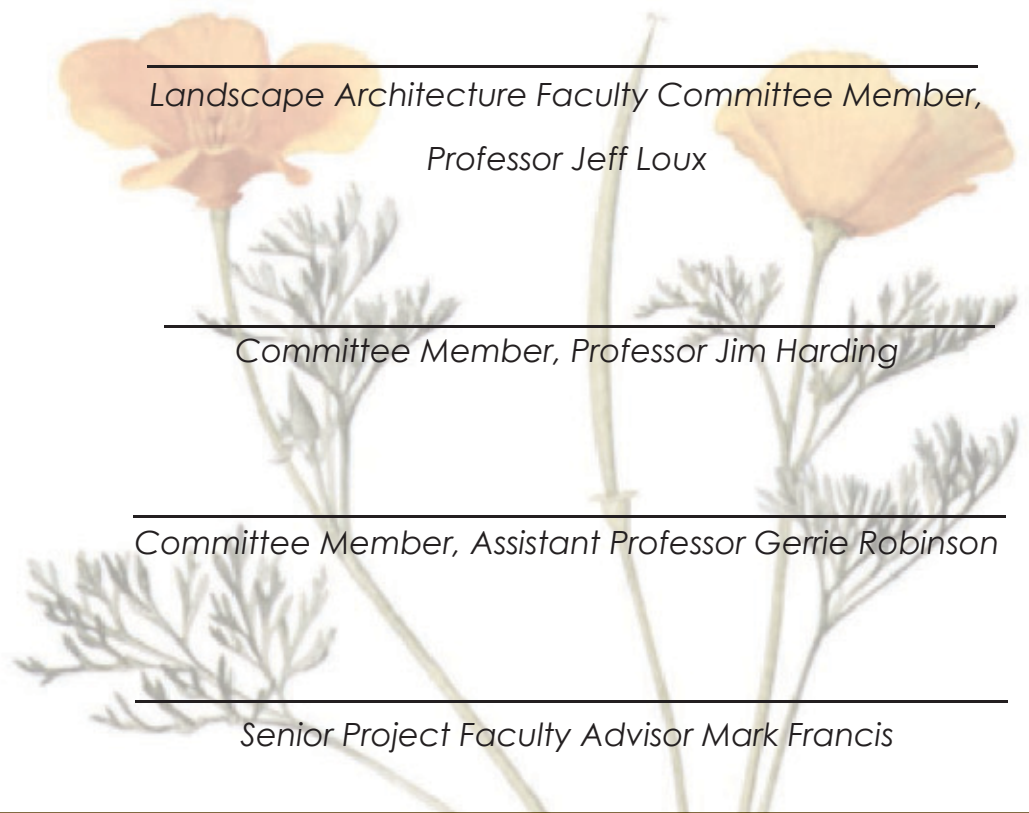 Landscape Architecture Faculty Committee Member,
Professor Jeff Loux
Committee Member, Professor Jim Harding
Committee Member, Assistant Professor Gerrie Robinson
Senior Project Faculty Advisor Mark Francis